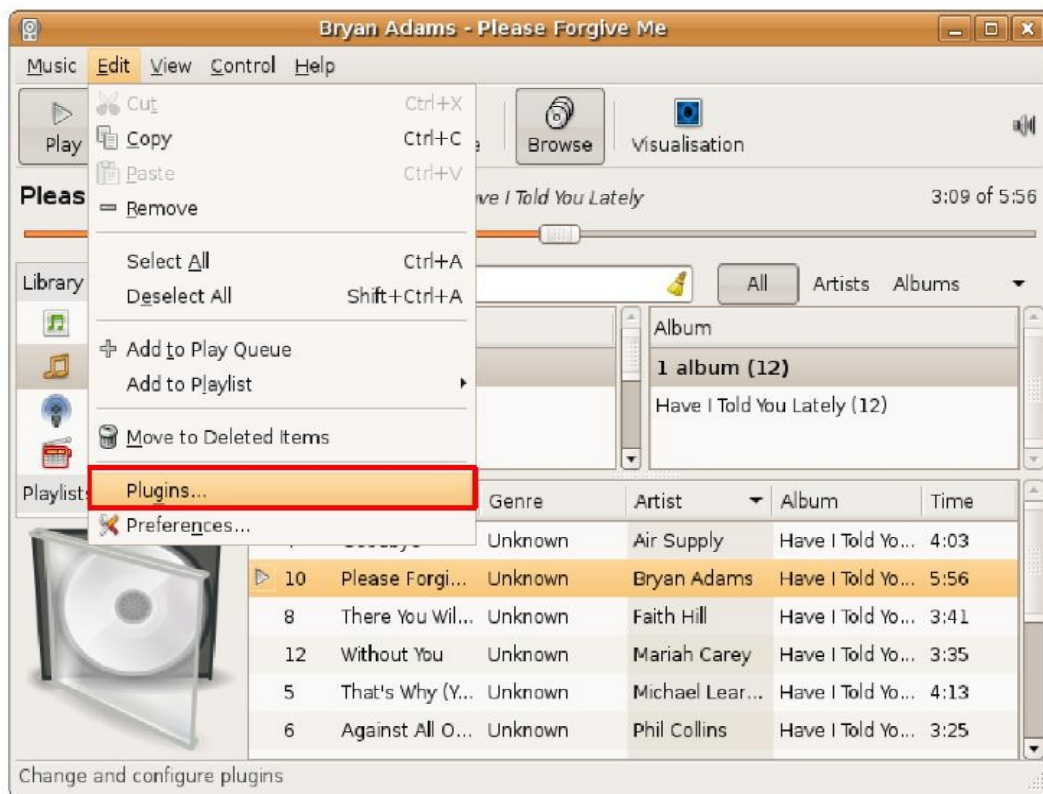 Bryan Adams - Please Forgive Me
Music Edit View Control Help
Play
Browse
Visualisation
Cut Ctrl+X
Copy Ctrl+C
Paste Ctrl+V
Remove
Select All Ctrl+A
Deselect All Shift+Ctrl+A
Add to Play Queue
Add to Playlist
Move to Deleted Items
Plugins...
Preferences...
Pleas
ve I Told You Lately
3:09 of 5:56
Library
All Artists Albums
Album
1 album (12)
Have I Told You Lately (12)
Playlist
Genre Artist Album Time
Unknown Air Supply Have I Told Yo... 4:03
10 Please Forgi... Unknown Bryan Adams Have I Told Yo... 5:56
8 There You Wil... Unknown Faith Hill Have I Told Yo... 3:41
12 Without You Unknown Mariah Carey Have I Told Yo... 3:35
5 That's Why (Y... Unknown Michael Lear... Have I Told Yo... 4:13
6 Against All O... Unknown Phil Collins Have I Told Yo... 3:25
Change and configure plugins